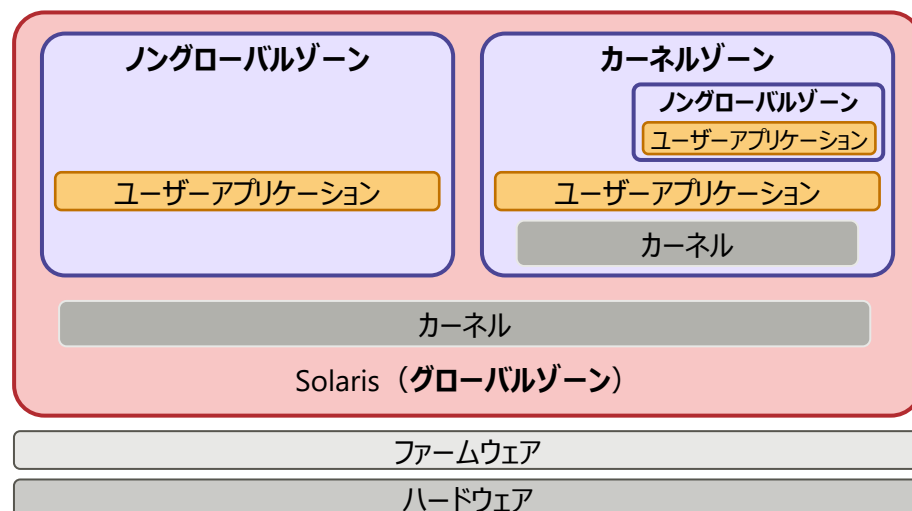 ノングローバルゾーン
ユーザーアプリケーション
カーネルゾーン
ノングローバルゾーン
ユーザーアプリケーション
ユーザーアプリケーション
カーネル
カーネル
Solaris（グローバルゾーン）
ファームウェア
ハードウェア